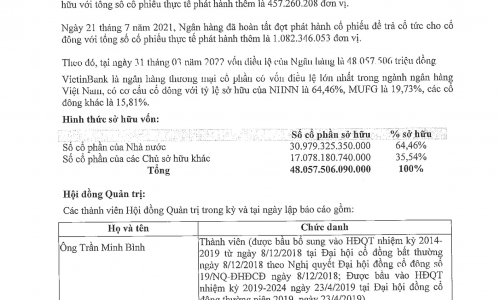 hữu với tổng số cổ phiếu thực tế phát hành thêm là 457.260.208 đơn vị.
Ngày 21 tháng 7 năm 2021, Ngân hàng đã hoàn tất đợt phát hành cổ phiếu để trả cổ tức cho cổ
đông với tổng số cổ phiếu thực tế phát hành thêm là 1.082.346.053 đơn vị.
Theo đó, tại ngày 31 tháng 03 năm 2022 vốn điều lệ của Ngân hàng là 48.057.506 triệu đồng
VietinBank là ngân hàng thương mại cổ phần có vốn điều lệ lớn nhất trong ngành ngân hàng
Việt Nam, có cơ cấu cổ đông với tỷ lệ sở hữu của NHNN là 64,46%, MUFG là 19,73%, các cổ
đông khác là 15,81%.
Hình thức sở hữu vốn:
Số cổ phần sở hữu % sở hữu
Số cổ phần của Nhà nước 30.979.325.350.000 64,46%
Số cổ phần của các Chủ sở hữu khác 17.078.180.740.000 35,54%
Tổng 48.057.506.090.000 100%
Hội đồng Quản trị:
Các thành viên Hội đồng Quản trị trong kỳ và tại ngày lập báo cáo gồm:
Họ và tên Chức danh
Ông Trần Minh Bình
Thành viên (được bầu bổ sung vào HĐQT nhiệm kỳ 2014-
2019 từ ngày 8/12/2018 tại Đại hội cổ đông bất thường
ngày 8/12/2018 theo Nghị quyết Đại hội đồng cổ đông số
19/NQ-ĐHĐCĐ ngày 8/12/2018; Được bầu vào HĐQT
nhiệm kỳ 2019-2024 ngày 23/4/2019 tại Đại hội đồng cổ
đông thường niên 2019, ngày 23/4/2019)